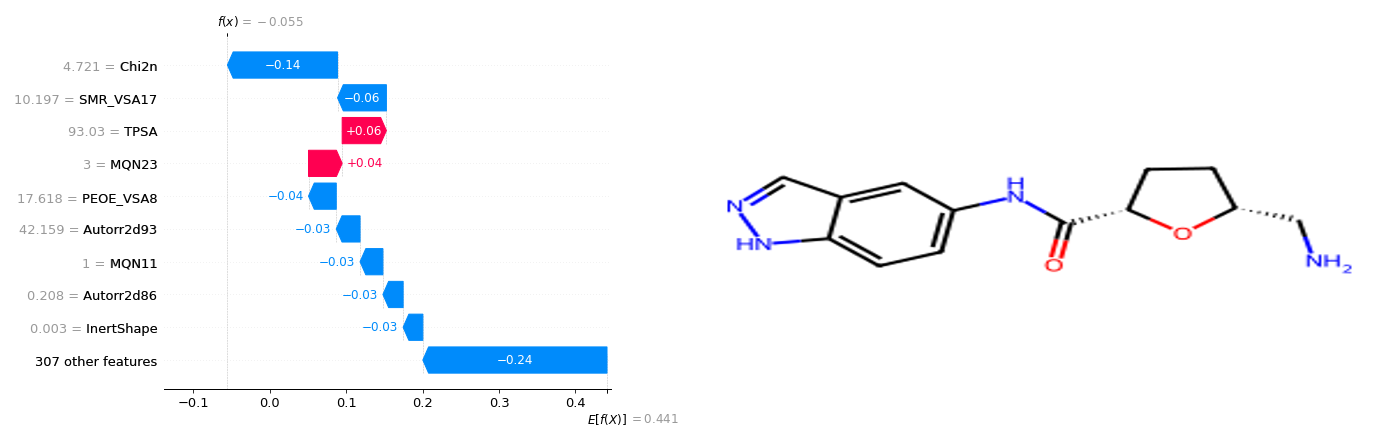 f(x) = −0.055
4.721 = Chi2n
−0.14
10.197 = SMR_VSA17
−0.06
93.03 = TPSA
+0.06
3 = MQN23
+0.04
17.618 = PEOE_VSA8
−0.04
42.159 = Autorr2d93
−0.03
1 = MQN11
−0.03
0.208 = Autorr2d86
−0.03
0.003 = InertShape
−0.03
307 other features
−0.24
−0.1 0.0 0.1 0.2 0.3 0.4
E[f(X)] = 0.441
N
HN
H
N
O
O
NH2